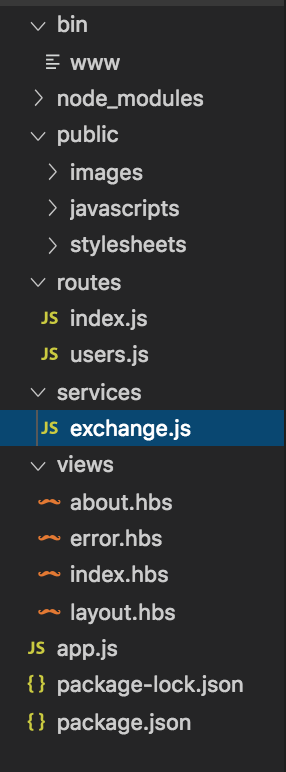 bin
www
node_modules
public
images
javascripts
stylesheets
routes
JS index.js
JS users.js
services
JS exchange.js
views
about.hbs
error.hbs
index.hbs
layout.hbs
JS app.js
{ } package-lock.json
{ } package.json